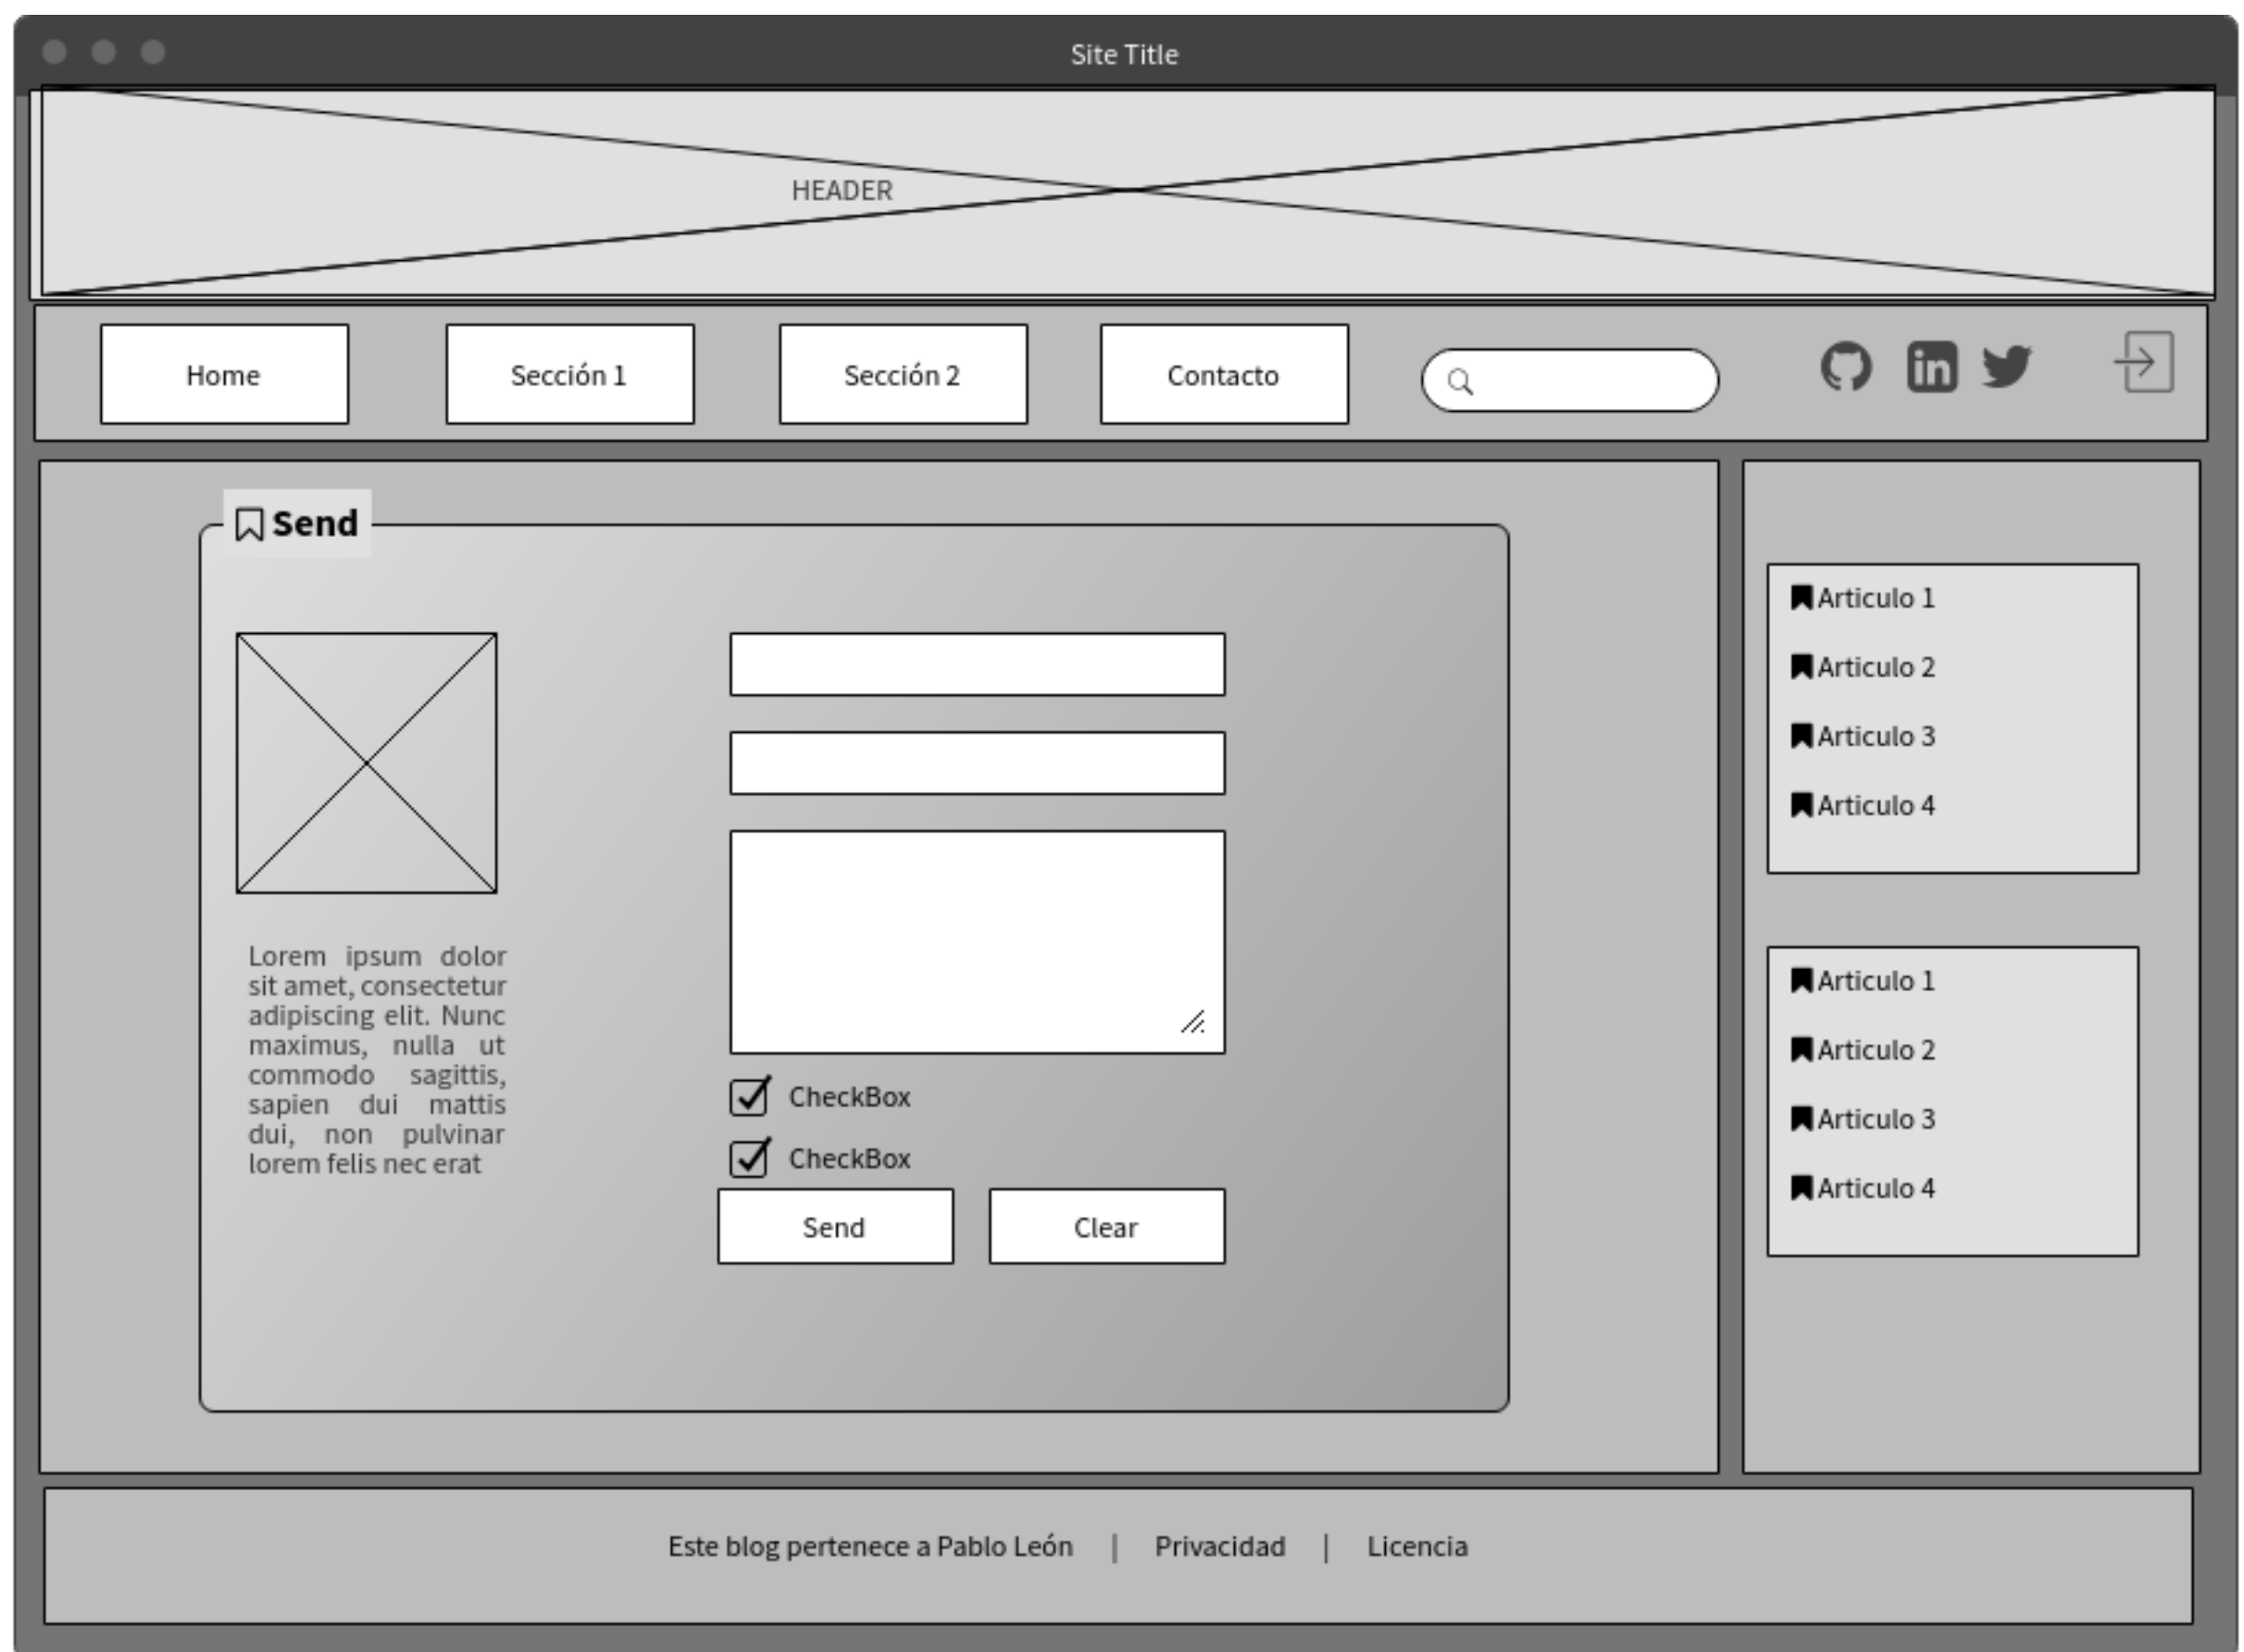 Site Title
HEADER
Home
Sección 1
Sección 2
Contacto
in
Send
Lorem ipsum dolor
sit amet, consectetur
adipiscing elit. Nunc
maximus, nulla ut
commodo sagittis,
sapien dui mattis
dui, non pulvinar
lorem felis nec erat
CheckBox
CheckBox
Send
Clear
Articulo 1
Articulo 2
Articulo 3
Articulo 4
Articulo 1
Articulo 2
Articulo 3
Articulo 4
Este blog pertenece a Pablo León | Privacidad | Licencia